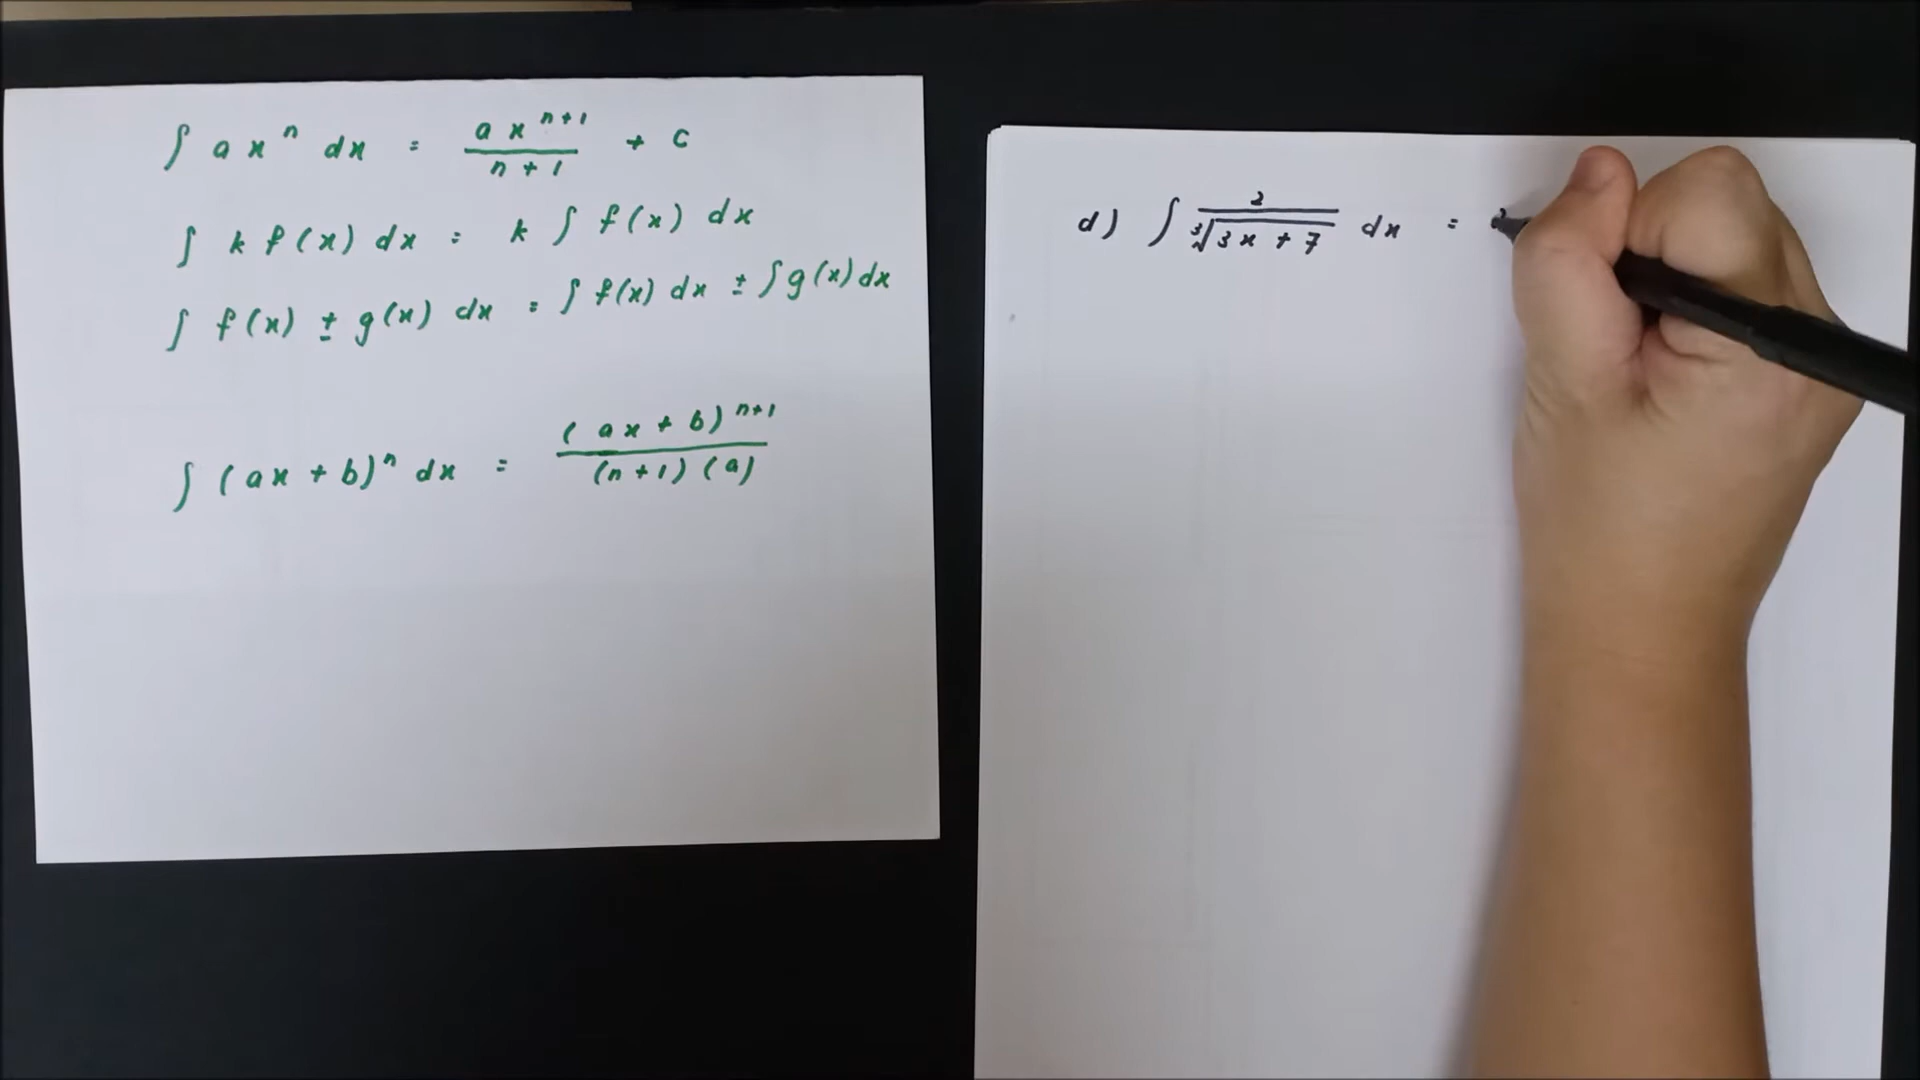 ∫ a x^n dx = a x^(n+1) / (n + 1) + c
∫ k f(x) dx = k ∫ f(x) dx
∫ f(x) ± g(x) dx = ∫ f(x) dx ± ∫ g(x) dx
∫ (ax + b)^n dx = (ax + b)^(n+1) / (n+1)(a)
d) ∫ 2 / ∛(3x + 7) dx =